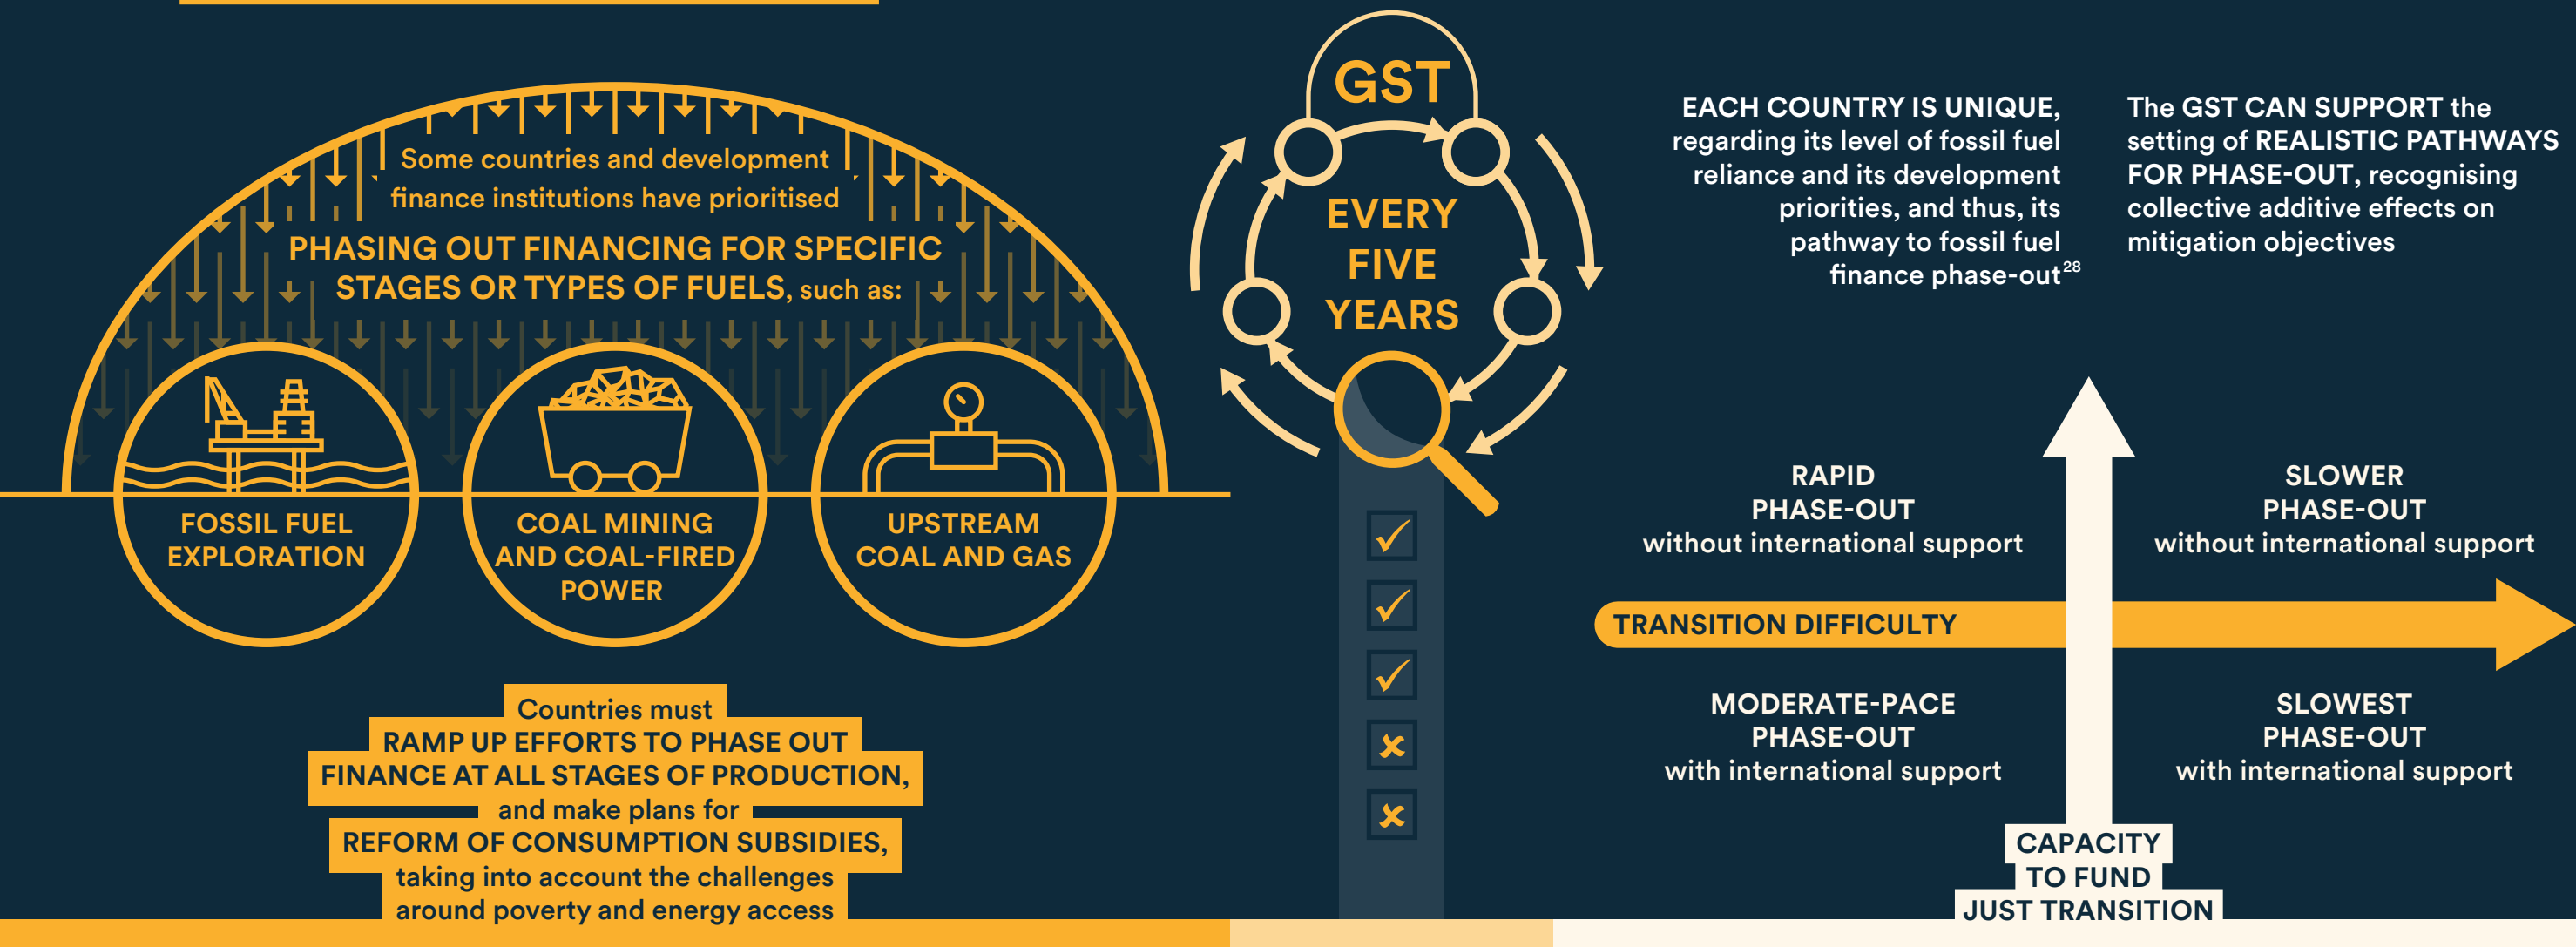 Some countries and development
finance institutions have prioritised
PHASING OUT FINANCING FOR SPECIFIC
STAGES OR TYPES OF FUELS, such as:
FOSSIL FUEL
EXPLORATION
COAL MINING
AND COAL-FIRED
POWER
UPSTREAM
COAL AND GAS
Countries must
RAMP UP EFFORTS TO PHASE OUT
FINANCE AT ALL STAGES OF PRODUCTION,
and make plans for
REFORM OF CONSUMPTION SUBSIDIES,
taking into account the challenges
around poverty and energy access
GST
EVERY
FIVE
YEARS
EACH COUNTRY IS UNIQUE,
regarding its level of fossil fuel
reliance and its development
priorities, and thus, its
pathway to fossil fuel
finance phase-out28
The GST CAN SUPPORT the
setting of REALISTIC PATHWAYS
FOR PHASE-OUT, recognising
collective additive effects on
mitigation objectives
RAPID
PHASE-OUT
without international support
SLOWER
PHASE-OUT
without international support
TRANSITION DIFFICULTY
MODERATE-PACE
PHASE-OUT
with international support
SLOWEST
PHASE-OUT
with international support
CAPACITY
TO FUND
JUST TRANSITION